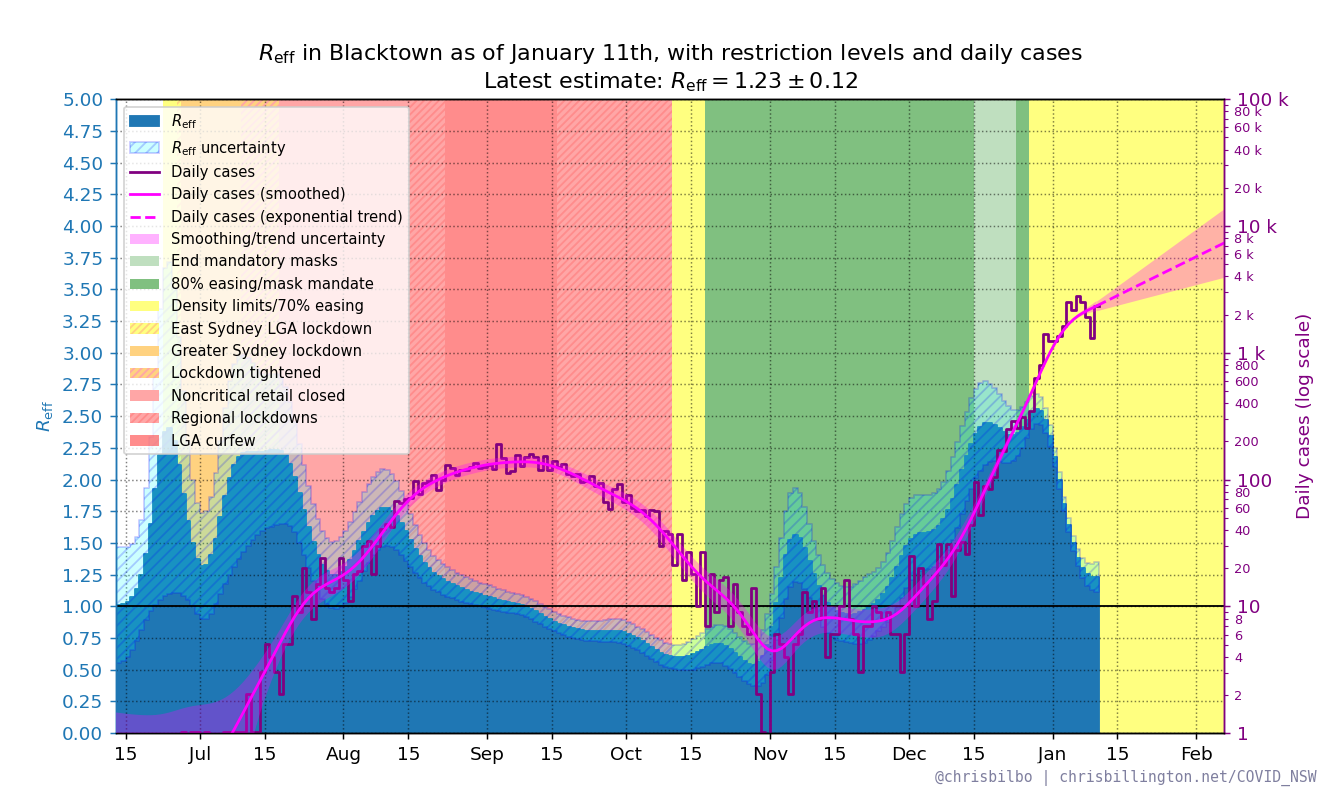 Reff in Blacktown as of January 11th, with restriction levels and daily cases
Latest estimate: Reff = 1.23 ± 0.12
Reff
Reff uncertainty
Daily cases
Daily cases (smoothed)
Daily cases (exponential trend)
Smoothing/trend uncertainty
End mandatory masks
80% easing/mask mandate
Density limits/70% easing
East Sydney LGA lockdown
Greater Sydney lockdown
Lockdown tightened
Noncritical retail closed
Regional lockdowns
LGA curfew
5.00
4.75
4.50
4.25
4.00
3.75
3.50
3.25
3.00
2.75
2.50
2.25
2.00
1.75
1.50
1.25
1.00
0.75
0.50
0.25
0.00
Reff
100 k
80 k
60 k
40 k
20 k
10 k
8 k
6 k
4 k
2 k
1 k
800
600
400
200
100
80
60
40
20
10
8
6
4
2
1
Daily cases (log scale)
15 Jul 15 Aug 15 Sep 15 Oct 15 Nov 15 Dec 15 Jan 15 Feb
@chrisbilbo | chrisbillington.net/COVID_NSW